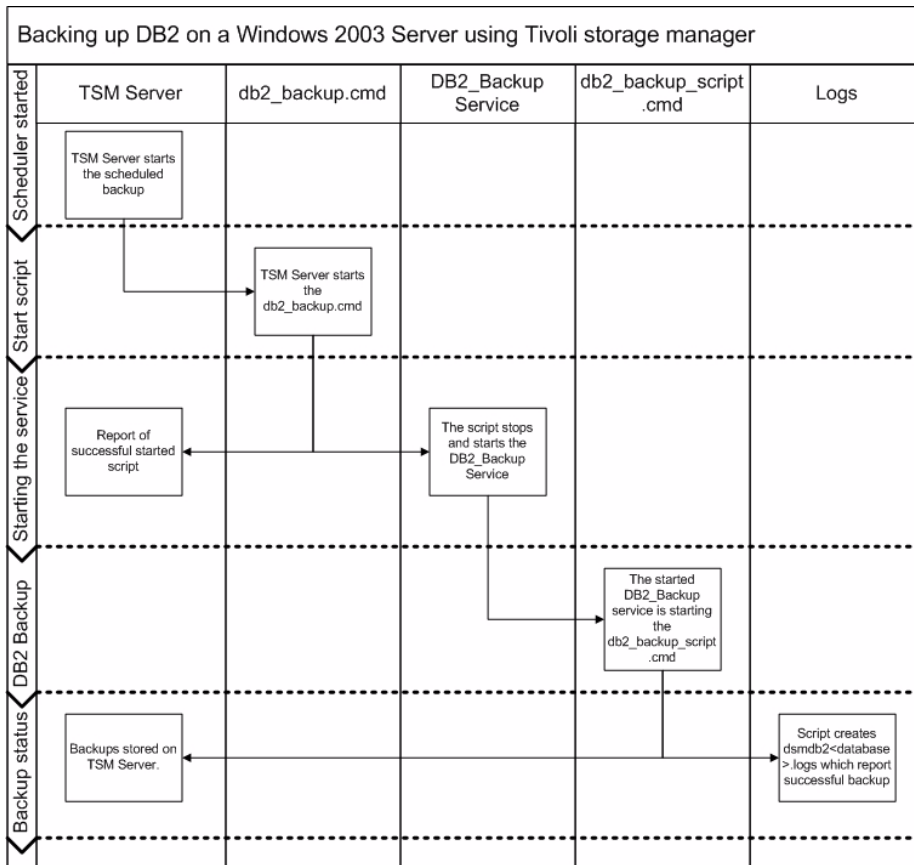 Backing up DB2 on a Windows 2003 Server using Tivoli storage manager
Scheduler started
TSM Server
db2_backup.cmd
DB2_Backup
Service
db2_backup_script
.cmd
Logs
TSM Server starts
the scheduled
backup
Start script
TSM Server starts
the
db2_backup.cmd
Starting the service
Report of
successful started
script
The script stops
and starts the
DB2_Backup
Service
DB2 Backup
The started
DB2_Backup
service is starting
the
db2_backup_script
.cmd
Backup status
Backups stored on
TSM Server.
Script creates
dsmdb2<database
>.logs which report
successful backup